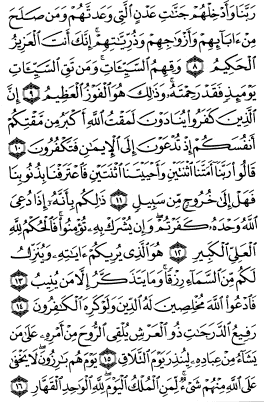 رَبَّنَا وَأَدْخِلْهُمْ جَنَّٰتِ عَدْنٍ ٱلَّتِى وَعَدتَّهُمْ وَمَن صَلَحَ
مِنْ ءَابَآئِهِمْ وَأَزْوَٰجِهِمْ وَذُرِّيَّٰتِهِمْ ۚ إِنَّكَ أَنتَ ٱلْعَزِيزُ
ٱلْحَكِيمُ ٨ وَقِهِمُ ٱلسَّيِّـَٔاتِ ۚ وَمَن تَقِ ٱلسَّيِّـَٔاتِ
يَوْمَئِذٍ فَقَدْ رَحِمْتَهُۥ ۚ وَذَٰلِكَ هُوَ ٱلْفَوْزُ ٱلْعَظِيمُ ٩ إِنَّ
ٱلَّذِينَ كَفَرُوا۟ يُنَادَوْنَ لَمَقْتُ ٱللَّهِ أَكْبَرُ مِن مَّقْتِكُمْ
أَنفُسَكُمْ إِذْ تُدْعَوْنَ إِلَى ٱلْإِيمَٰنِ فَتَكْفُرُونَ ١٠
قَالُوا۟ رَبَّنَآ أَمَتَّنَا ٱثْنَتَيْنِ وَأَحْيَيْتَنَا ٱثْنَتَيْنِ فَٱعْتَرَفْنَا بِذُنُوبِنَا
فَهَلْ إِلَىٰ خُرُوجٍ مِّن سَبِيلٍ ١١ ذَٰلِكُم بِأَنَّهُۥٓ إِذَا دُعِىَ
ٱللَّهُ وَحْدَهُۥ كَفَرْتُمْ ۖ وَإِن يُشْرَكْ بِهِۦ تُؤْمِنُوا۟ ۚ فَٱلْحُكْمُ لِلَّهِ
ٱلْعَلِىِّ ٱلْكَبِيرِ ١٢ هُوَ ٱلَّذِى يُرِيكُمْ ءَايَٰتِهِۦ وَيُنَزِّلُ
لَكُم مِّنَ ٱلسَّمَآءِ رِزْقًا ۚ وَمَا يَتَذَكَّرُ إِلَّا مَن يُنِيبُ ١٣
فَٱدْعُوا۟ ٱللَّهَ مُخْلِصِينَ لَهُ ٱلدِّينَ وَلَوْ كَرِهَ ٱلْكَٰفِرُونَ ١٤
رَفِيعُ ٱلدَّرَجَٰتِ ذُو ٱلْعَرْشِ يُلْقِى ٱلرُّوحَ مِنْ أَمْرِهِۦ عَلَىٰ مَن
يَشَآءُ مِنْ عِبَادِهِۦ لِيُنذِرَ يَوْمَ ٱلتَّلَاقِ ١٥ يَوْمَ هُم بَٰرِزُونَ ۖ لَا يَخْفَىٰ
عَلَى ٱللَّهِ مِنْهُمْ شَىْءٌ ۚ لِّمَنِ ٱلْمُلْكُ ٱلْيَوْمَ ۖ لِلَّهِ ٱلْوَٰحِدِ ٱلْقَهَّارِ ١٦